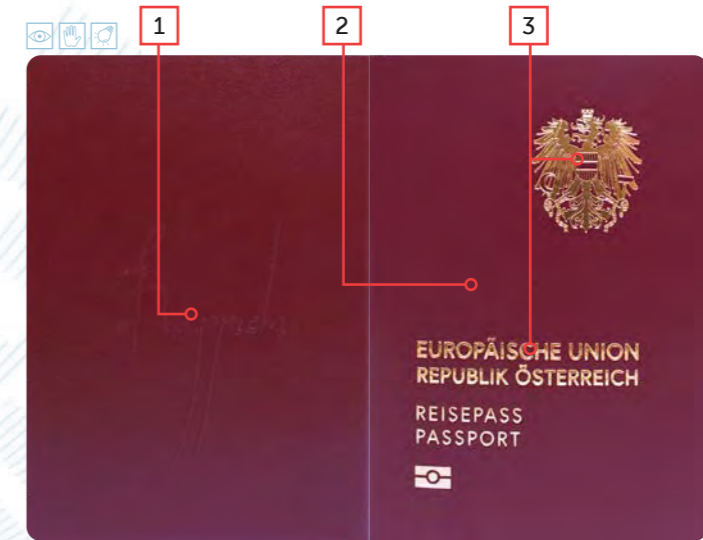 1
2
3
EUROPÄISCHE UNION
REPUBLIK ÖSTERREICH
REISEPASS
PASSPORT